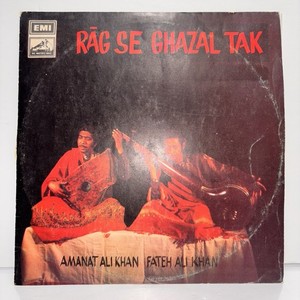 EMI
RĀG SE GHAZAL TAK
AMANAT ALI KHAN FATEH ALI KHAN